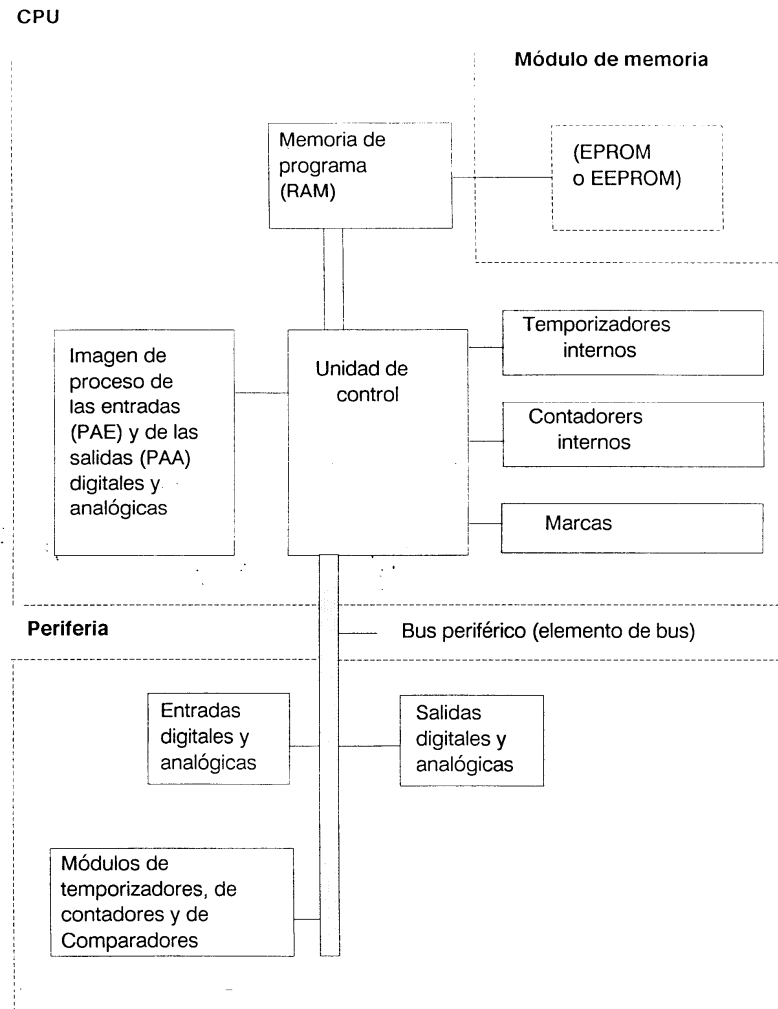 CPU
Módulo de memoria
Memoria de
programa
(RAM)
(EPROM
o EEPROM)
Imagen de
proceso de
las entradas
(PAE) y de las
salidas (PAA)
digitales y
analógicas
Unidad de
control
Temporizadores
internos
Contadorers
internos
Marcas
Periferia
Bus periférico (elemento de bus)
Entradas
digitales y
analógicas
Salidas
digitales y
analógicas
Módulos de
temporizadores, de
contadores y de
Comparadores